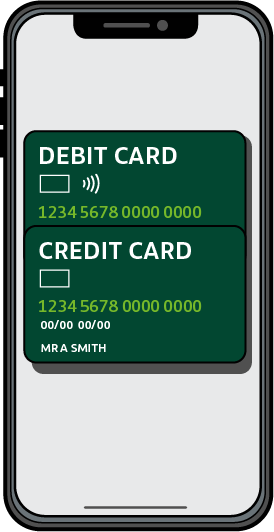 DEBIT CARD
1234 5678 0000 0000
CREDIT CARD
1234 5678 0000 0000
00/00 00/00
MR A SMITH